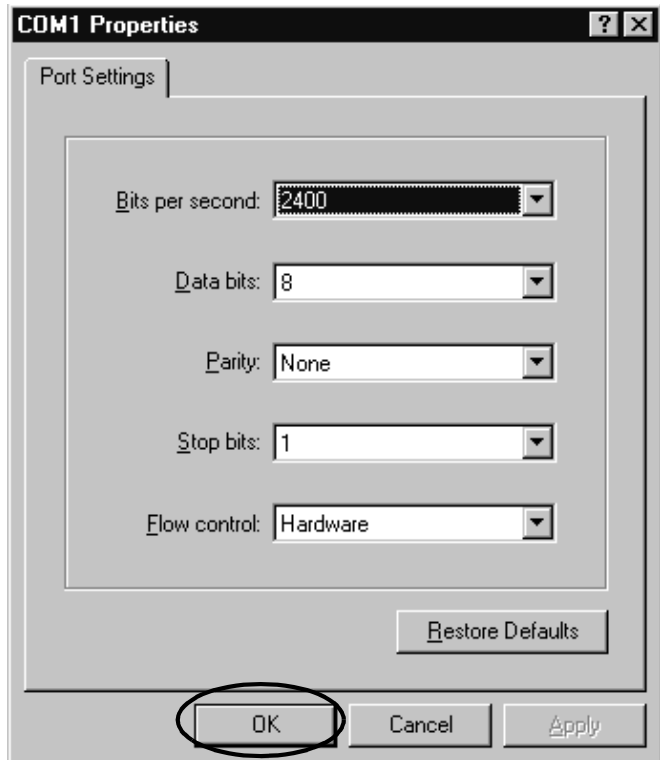 COM1 Properties
Port Settings
Bits per second: 2400
Data bits: 8
Parity: None
Stop bits: 1
Flow control: Hardware
Restore Defaults
OK Cancel Apply